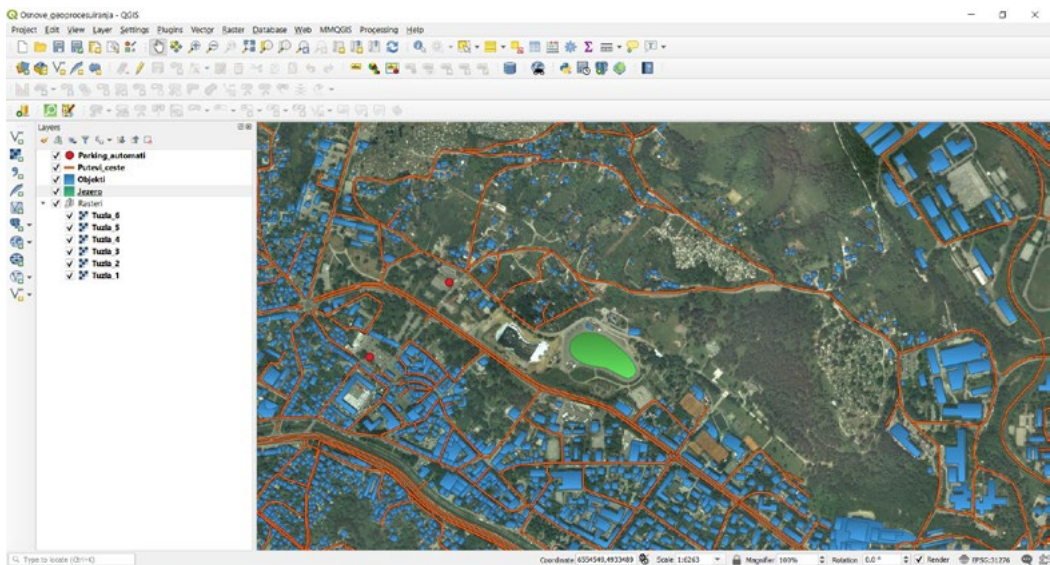 Osnove_geoprocesuiranja - QGIS
Project Edit View Layer Settings Plugins Vector Raster Database Web MMQGIS Processing Help
Layers
Parking_automati
Putevi_ceste
Objekti
Jezero
Rasteri
Tuzla_6
Tuzla_5
Tuzla_4
Tuzla_3
Tuzla_2
Tuzla_1
Type to locate (Ctrl+K)
Coordinate 6554548,4933489 Scale 1:6263 Magnifier 100% Rotation 0.0 ° Render EPSG:31276